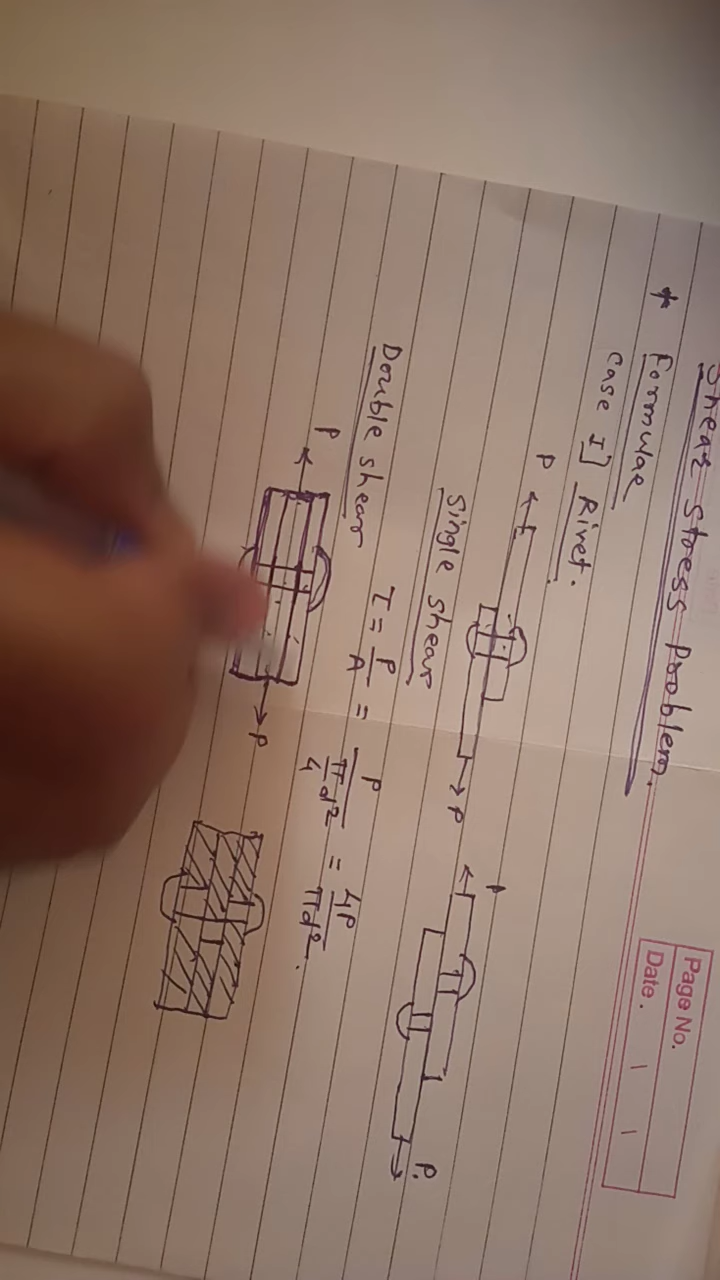 Page No.
Date. | |
Shear Stress Problem.
* Formulae
Case I] Rivet.
P P
P P.
Single shear
τ = P/A = P/(π/4 d²) = 4P/πd².
Double shear
P P